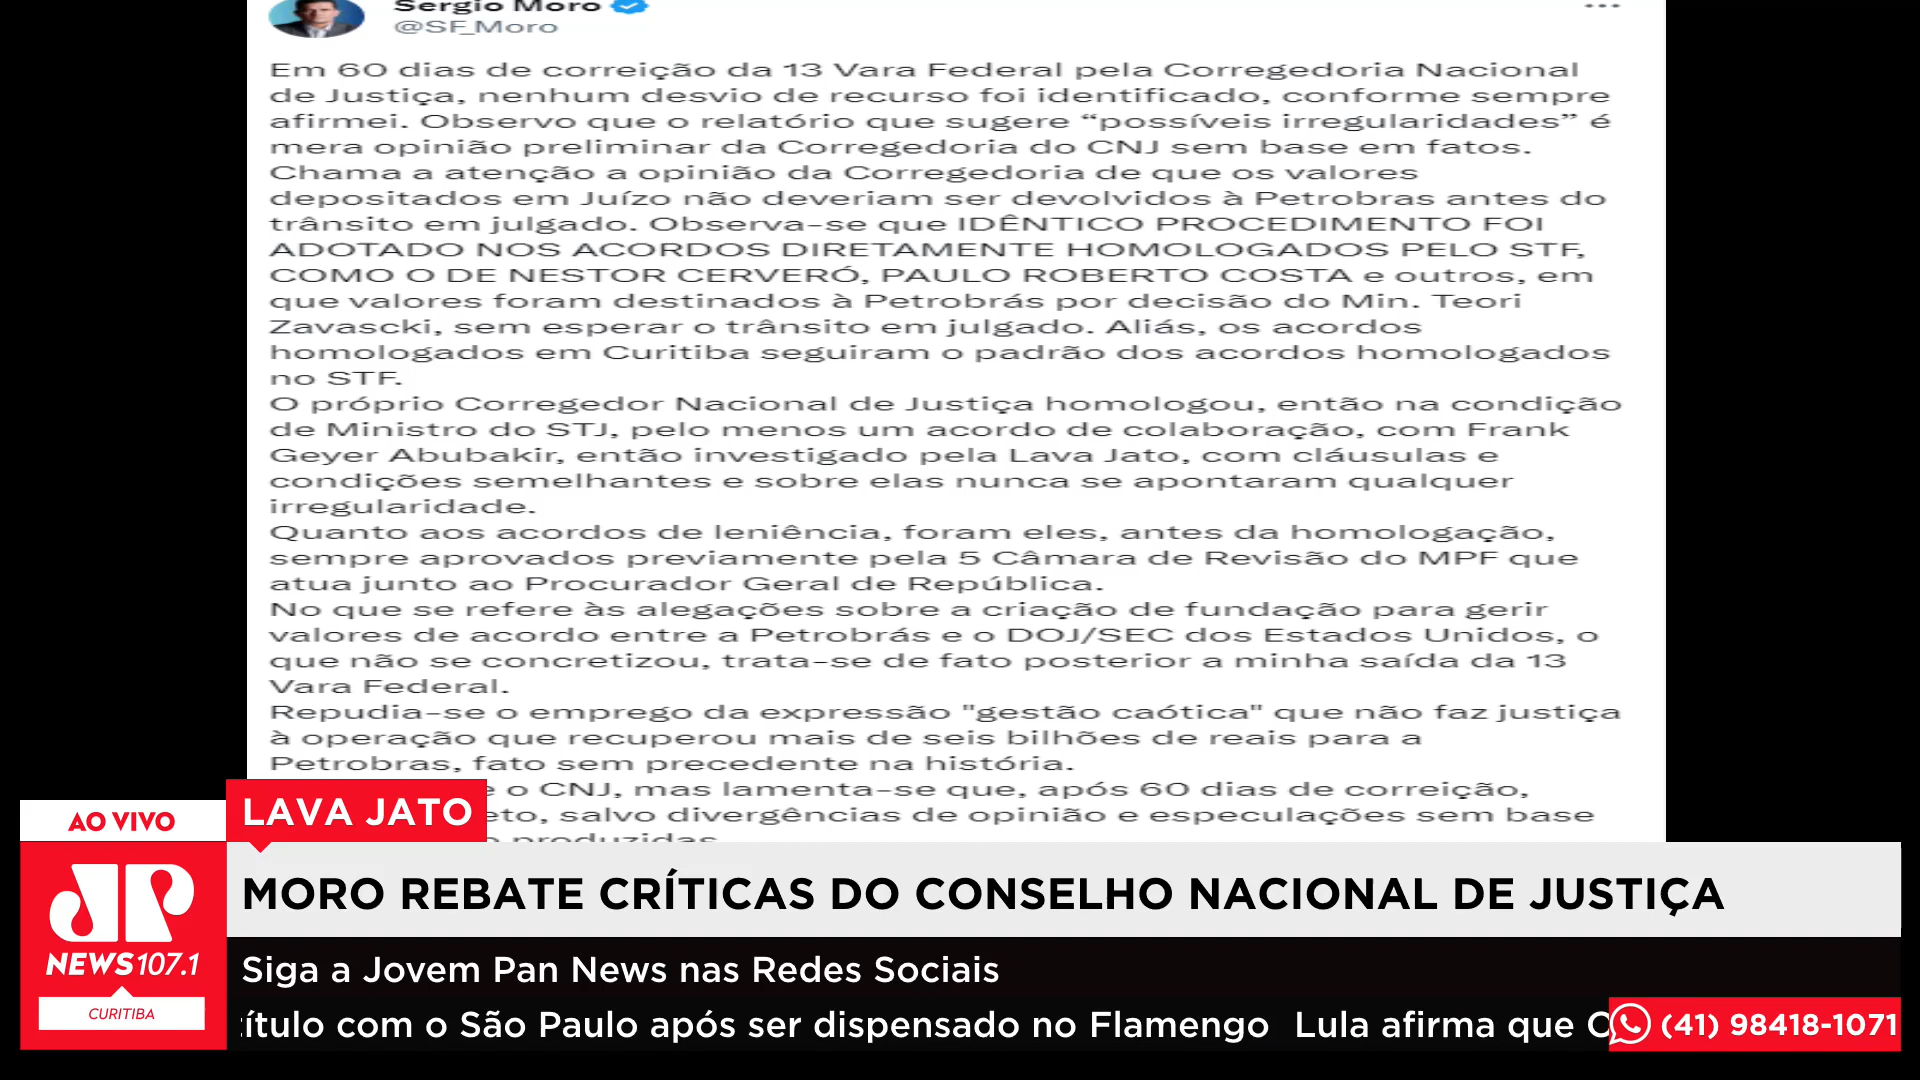 Sergio Moro
@SF_Moro
Em 60 dias de correição da 13 Vara Federal pela Corregedoria Nacional
de Justiça, nenhum desvio de recurso foi identificado, conforme sempre
afirmei. Observo que o relatório que sugere “possíveis irregularidades” é
mera opinião preliminar da Corregedoria do CNJ sem base em fatos.
Chama a atenção a opinião da Corregedoria de que os valores
depositados em Juízo não deveriam ser devolvidos à Petrobras antes do
trânsito em julgado. Observa-se que IDÊNTICO PROCEDIMENTO FOI
ADOTADO NOS ACORDOS DIRETAMENTE HOMOLOGADOS PELO STF,
COMO O DE NESTOR CERVERÓ, PAULO ROBERTO COSTA e outros, em
que valores foram destinados à Petrobrás por decisão do Min. Teori
Zavascki, sem esperar o trânsito em julgado. Aliás, os acordos
homologados em Curitiba seguiram o padrão dos acordos homologados
no STF.
O próprio Corregedor Nacional de Justiça homologou, então na condição
de Ministro do STJ, pelo menos um acordo de colaboração, com Frank
Geyer Abubakir, então investigado pela Lava Jato, com cláusulas e
condições semelhantes e sobre elas nunca se apontaram qualquer
irregularidade.
Quanto aos acordos de leniência, foram eles, antes da homologação,
sempre aprovados previamente pela 5 Câmara de Revisão do MPF que
atua junto ao Procurador Geral de República.
No que se refere às alegações sobre a criação de fundação para gerir
valores de acordo entre a Petrobrás e o DOJ/SEC dos Estados Unidos, o
que não se concretizou, trata-se de fato posterior a minha saída da 13
Vara Federal.
Repudia-se o emprego da expressão "gestão caótica" que não faz justiça
à operação que recuperou mais de seis bilhões de reais para a
Petrobras, fato sem precedente na história.
o CNJ, mas lamenta-se que, após 60 dias de correição,
eto, salvo divergências de opinião e especulações sem base
produzidas
LAVA JATO
AO VIVO
MORO REBATE CRÍTICAS DO CONSELHO NACIONAL DE JUSTIÇA
JP
NEWS 107.1
CURITIBA
Siga a Jovem Pan News nas Redes Sociais
título com o São Paulo após ser dispensado no Flamengo Lula afirma que
(41) 98418-1071